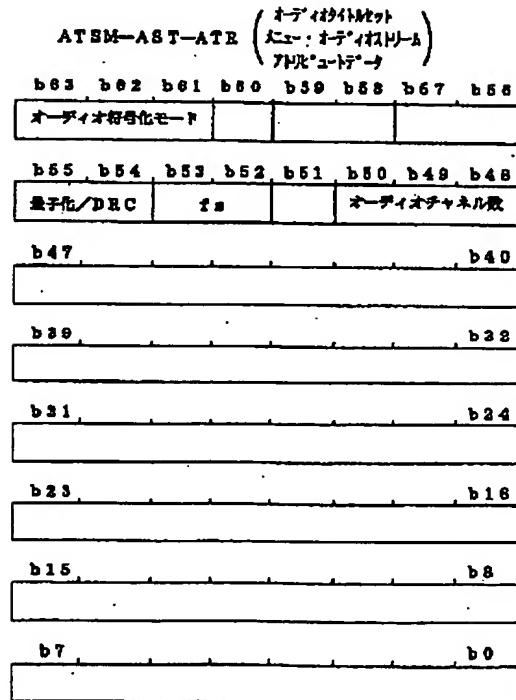 ATSM-AST-ATR (オーディオタイトルセット
メニュー:オーディオストリーム
アトリビュートデータ)
b63 b62 b61 b60 b59 b58 b57 b56
オーディオ符号化モード
b55 b54 b53 b52 b51 b50 b49 b48
量子化/DRC fs オーディオチャネル数
b47 b40
b39 b32
b31 b24
b23 b16
b15 b8
b7 b0